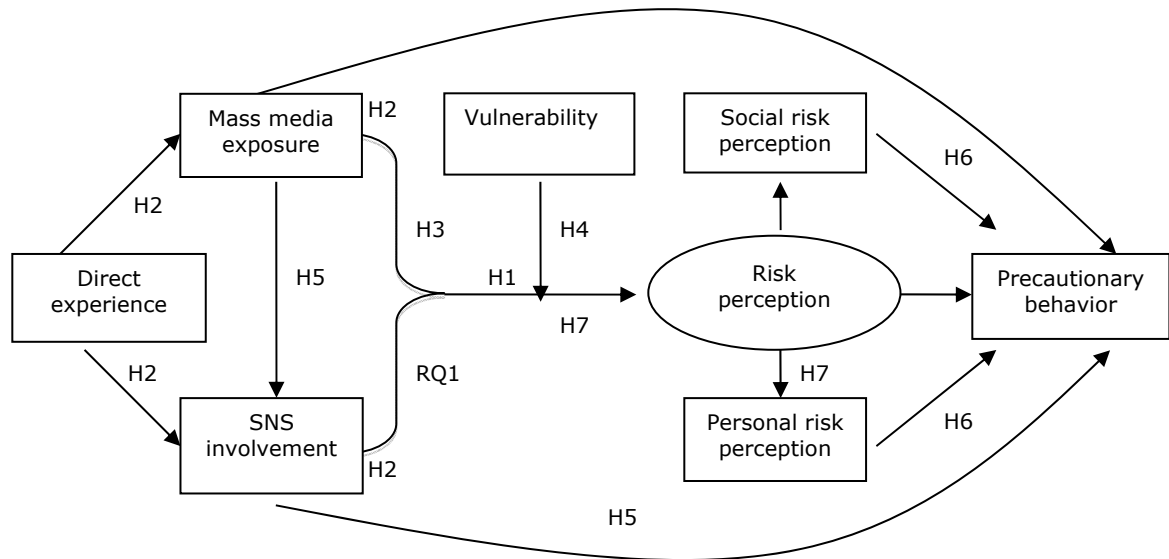 Mass media
exposure
H2
Vulnerability
Social risk
perception
H6
H2
H3
H4
Direct
experience
H5
H1
Risk
perception
Precautionary
behavior
H7
H2
RQ1
H7
SNS
involvement
H2
Personal risk
perception
H6
H5